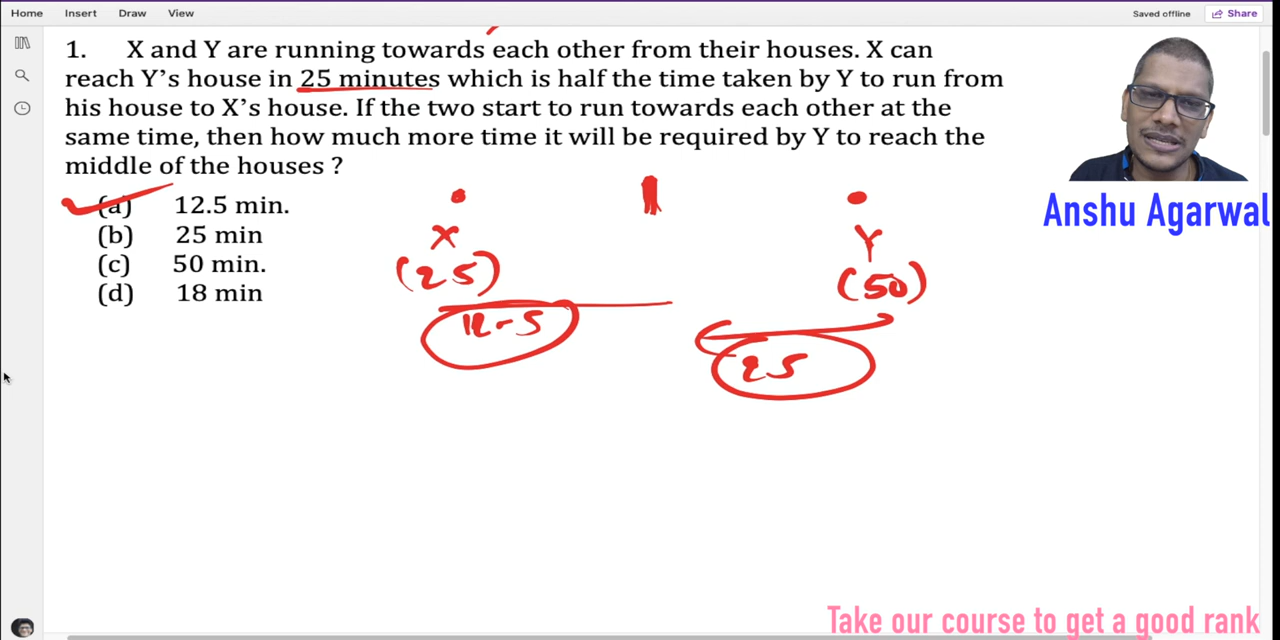 Home Insert Draw View Saved offline Share
1. X and Y are running towards each other from their houses. X can
reach Y's house in 25 minutes which is half the time taken by Y to run from
his house to X's house. If the two start to run towards each other at the
same time, then how much more time it will be required by Y to reach the
middle of the houses ?
(a) 12.5 min.
(b) 25 min
(c) 50 min.
(d) 18 min
X Y
(25) (50)
12.5
25
Anshu Agarwal
Take our course to get a good rank